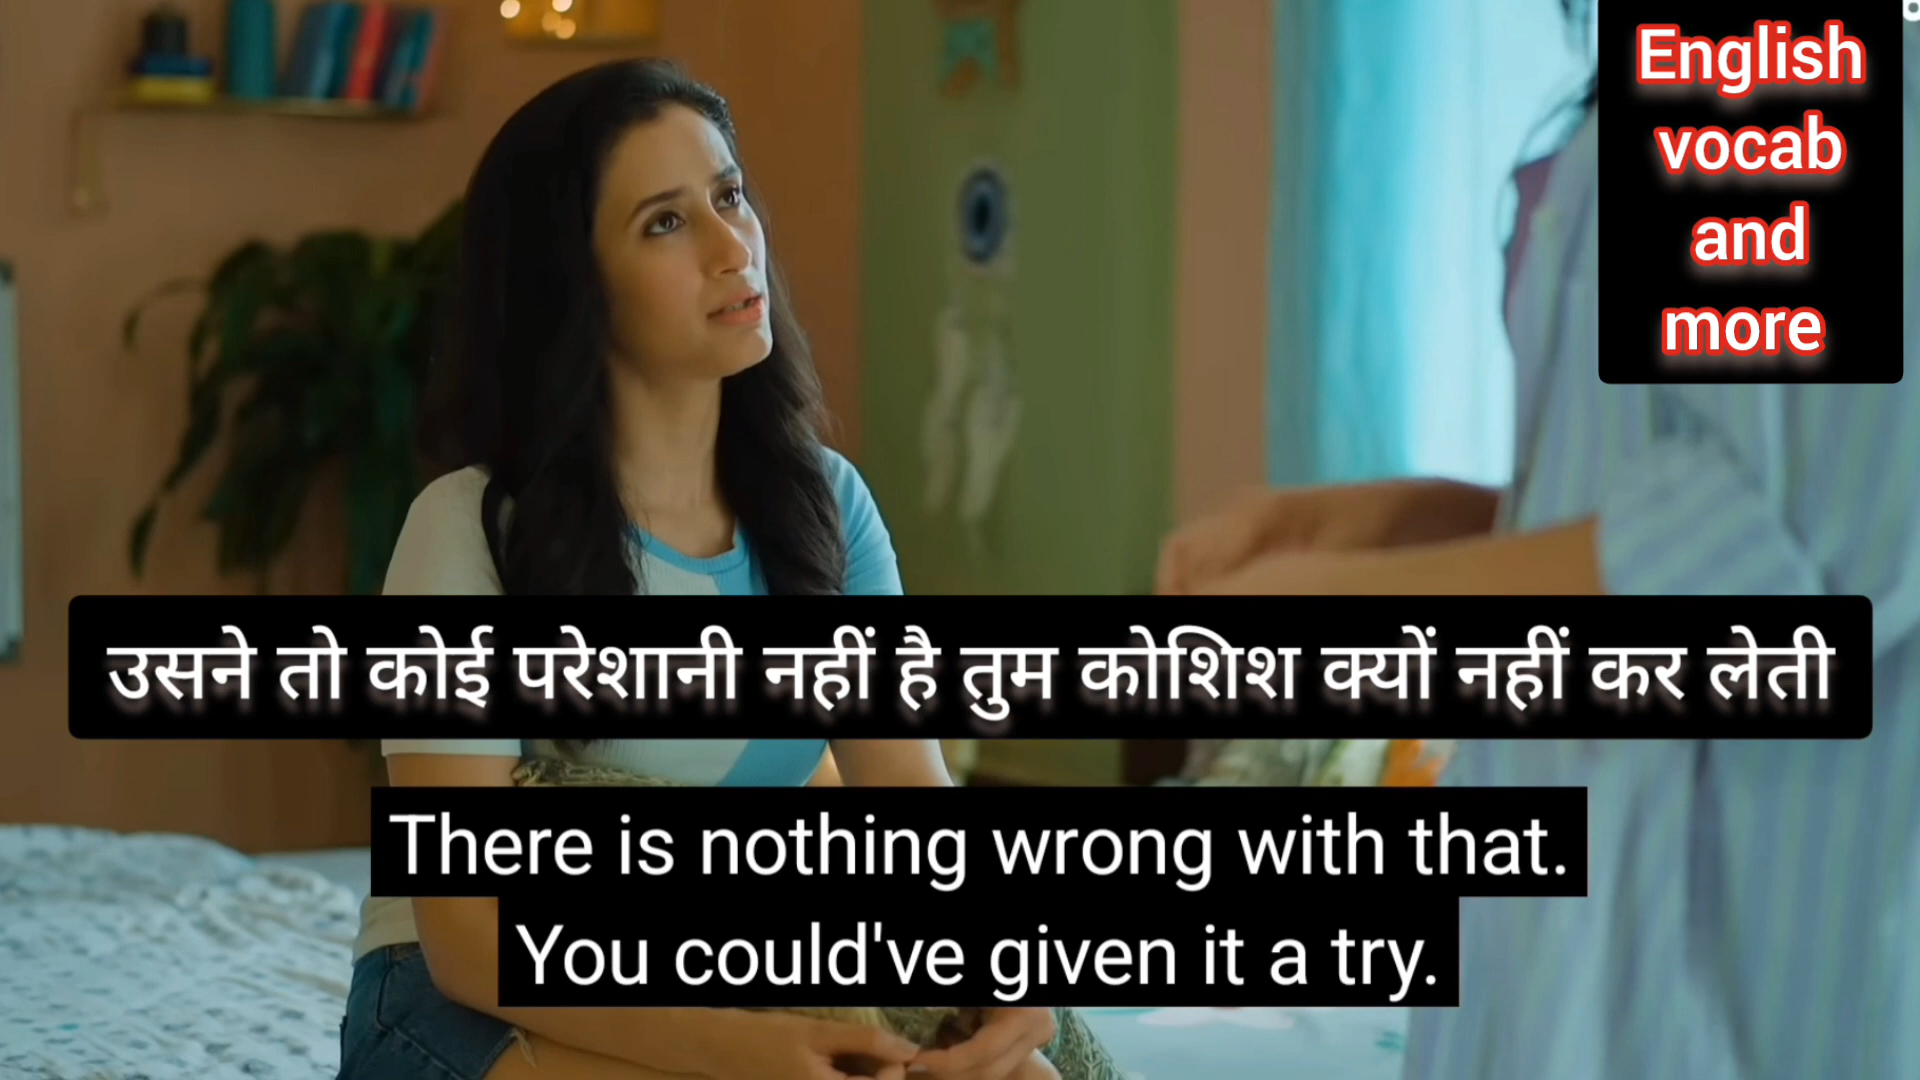 English
vocab
and
more
उसने तो कोई परेशानी नहीं है तुम कोशिश क्यों नहीं कर लेती
There is nothing wrong with that.
You could've given it a try.